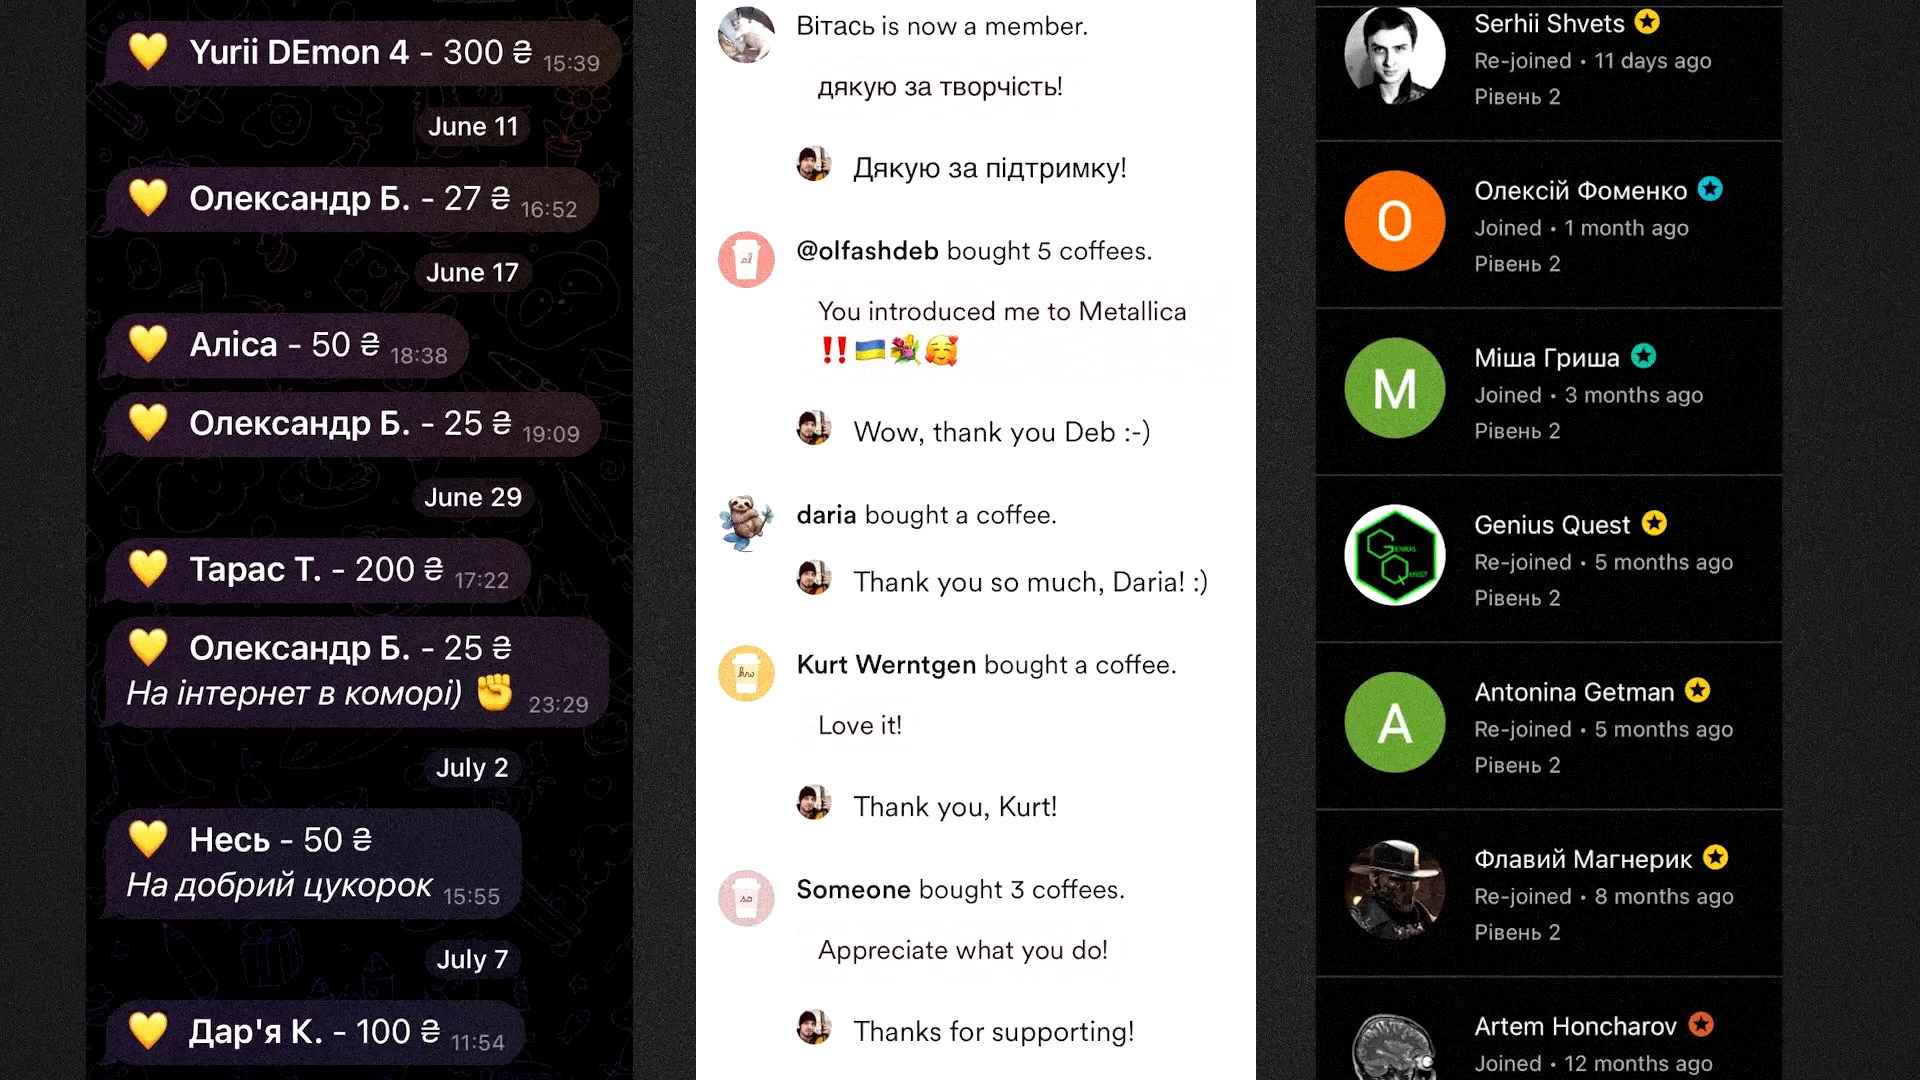 Yurii DEmon 4 - 300 ₴ 15:39
June 11
Олександр Б. - 27 ₴ 16:52
June 17
Аліса - 50 ₴ 18:38
Олександр Б. - 25 ₴ 19:09
June 29
Тарас Т. - 200 ₴ 17:22
Олександр Б. - 25 ₴
На інтернет в коморі) 23:29
July 2
Несь - 50 ₴
На добрий цукорок 15:55
July 7
Дар'я К. - 100 ₴ 11:54
Вітась is now a member.
дякую за творчість!
Дякую за підтримку!
@olfashdeb bought 5 coffees.
You introduced me to Metallica
Wow, thank you Deb :-)
daria bought a coffee.
Thank you so much, Daria! :)
Kurt Werntgen bought a coffee.
Love it!
Thank you, Kurt!
Someone bought 3 coffees.
Appreciate what you do!
Thanks for supporting!
Serhii Shvets
Re-joined • 11 days ago
Рівень 2
O
Олексій Фоменко
Joined • 1 month ago
Рівень 2
M
Міша Гриша
Joined • 3 months ago
Рівень 2
Genius Quest
Genius Quest
Re-joined • 5 months ago
Рівень 2
A
Antonina Getman
Re-joined • 5 months ago
Рівень 2
Флавий Магнерик
Re-joined • 8 months ago
Рівень 2
Artem Honcharov
Joined • 12 months ago